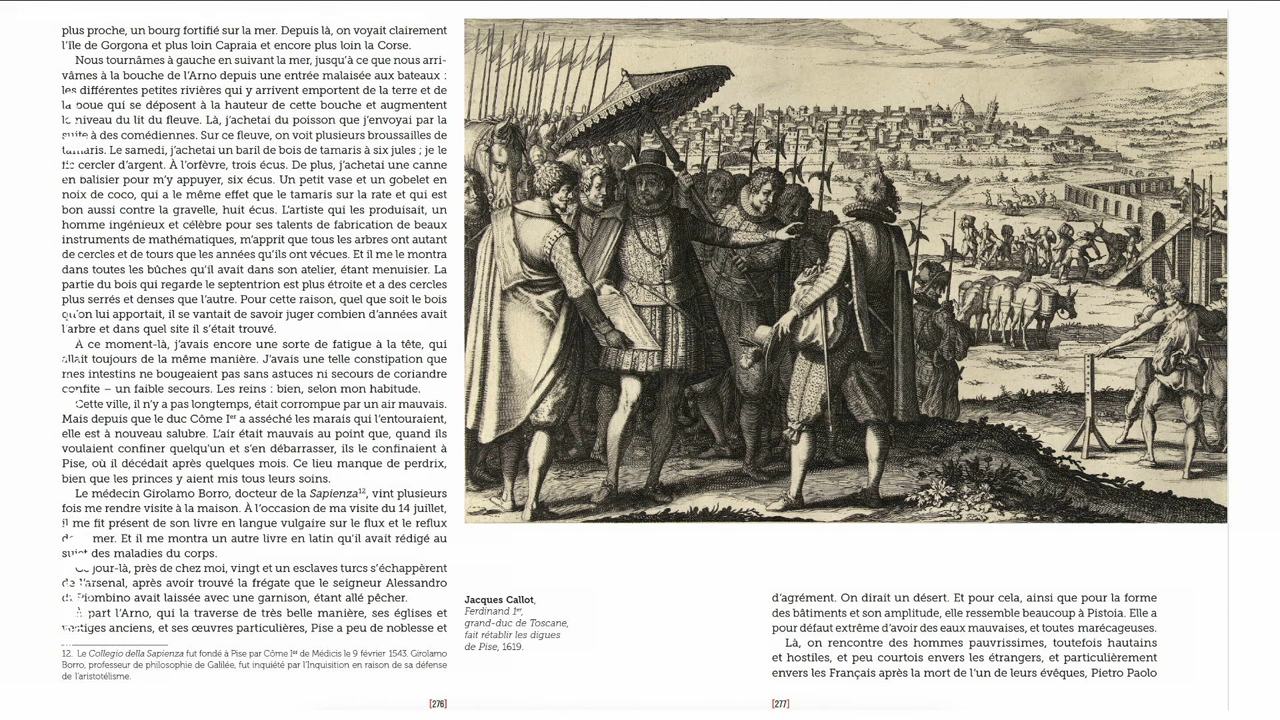 plus proche, un bourg fortifié sur la mer. Depuis là, on voyait clairement
l'île de Gorgona et plus loin Capraia et encore plus loin la Corse.
Nous tournâmes à gauche en suivant la mer, jusqu'à ce que nous arri-
vâmes à la bouche de l'Arno depuis une entrée malaisée aux bateaux :
les différentes petites rivières qui y arrivent emportent de la terre et de
la boue qui se déposent à la hauteur de cette bouche et augmentent
le niveau du lit du fleuve. Là, j'achetai du poisson que j'envoyai par la
suite à des comédiennes. Sur ce fleuve, on voit plusieurs broussailles de
tamaris. Le samedi, j'achetai un baril de bois de tamaris à six jules ; je le
fis cercler d'argent. À l'orfèvre, trois écus. De plus, j'achetai une canne
en balisier pour m'y appuyer, six écus. Un petit vase et un gobelet en
noix de coco, qui a le même effet que le tamaris sur la rate et qui est
bon aussi contre la gravelle, huit écus. L'artiste qui les produisait, un
homme ingénieux et célèbre pour ses talents de fabrication de beaux
instruments de mathématiques, m'apprit que tous les arbres ont autant
de cercles et de tours que les années qu'ils ont vécues. Et il me le montra
dans toutes les bûches qu'il avait dans son atelier, étant menuisier. La
partie du bois qui regarde le septentrion est plus étroite et a des cercles
plus serrés et denses que l'autre. Pour cette raison, quel que soit le bois
qu'on lui apportait, il se vantait de savoir juger combien d'années avait
l'arbre et dans quel site il s'était trouvé.
À ce moment-là, j'avais encore une sorte de fatigue à la tête, qui
allait toujours de la même manière. J'avais une telle constipation que
mes intestins ne bougeaient pas sans astuces ni secours de coriandre
confite – un faible secours. Les reins : bien, selon mon habitude.
Cette ville, il n'y a pas longtemps, était corrompue par un air mauvais.
Mais depuis que le duc Côme Ier a asséché les marais qui l'entouraient,
elle est à nouveau salubre. L'air était mauvais au point que, quand ils
voulaient confiner quelqu'un et s'en débarrasser, ils le confinaient à
Pise, où il décédait après quelques mois. Ce lieu manque de perdrix,
bien que les princes y aient mis tous leurs soins.
Le médecin Girolamo Borro, docteur de la Sapienza12, vint plusieurs
fois me rendre visite à la maison. À l'occasion de ma visite du 14 juillet,
il me fit présent de son livre en langue vulgaire sur le flux et le reflux
mer. Et il me montra un autre livre en latin qu'il avait rédigé au
sujet des maladies du corps.
Ce jour-là, près de chez moi, vingt et un esclaves turcs s'échappèrent
de l'arsenal, après avoir trouvé la frégate que le seigneur Alessandro
di Piombino avait laissée avec une garnison, étant allé pêcher.
À part l'Arno, qui la traverse de très belle manière, ses églises et
vestiges anciens, et ses œuvres particulières, Pise a peu de noblesse et
12. Le Collegio della Sapienza fut fondé à Pise par Côme Ier de Médicis le 9 février 1543. Girolamo
Borro, professeur de philosophie de Galilée, fut inquiété par l'Inquisition en raison de sa défense
de l'aristotélisme.
[276]
Jacques Callot,
Ferdinand Ier,
grand-duc de Toscane,
fait rétablir les digues
de Pise, 1619.
d'agrément. On dirait un désert. Et pour cela, ainsi que pour la forme
des bâtiments et son amplitude, elle ressemble beaucoup à Pistoia. Elle a
pour défaut extrême d'avoir des eaux mauvaises, et toutes marécageuses.
Là, on rencontre des hommes pauvrissimes, toutefois hautains
et hostiles, et peu courtois envers les étrangers, et particulièrement
envers les Français après la mort de l'un de leurs évêques, Pietro Paolo
[277]